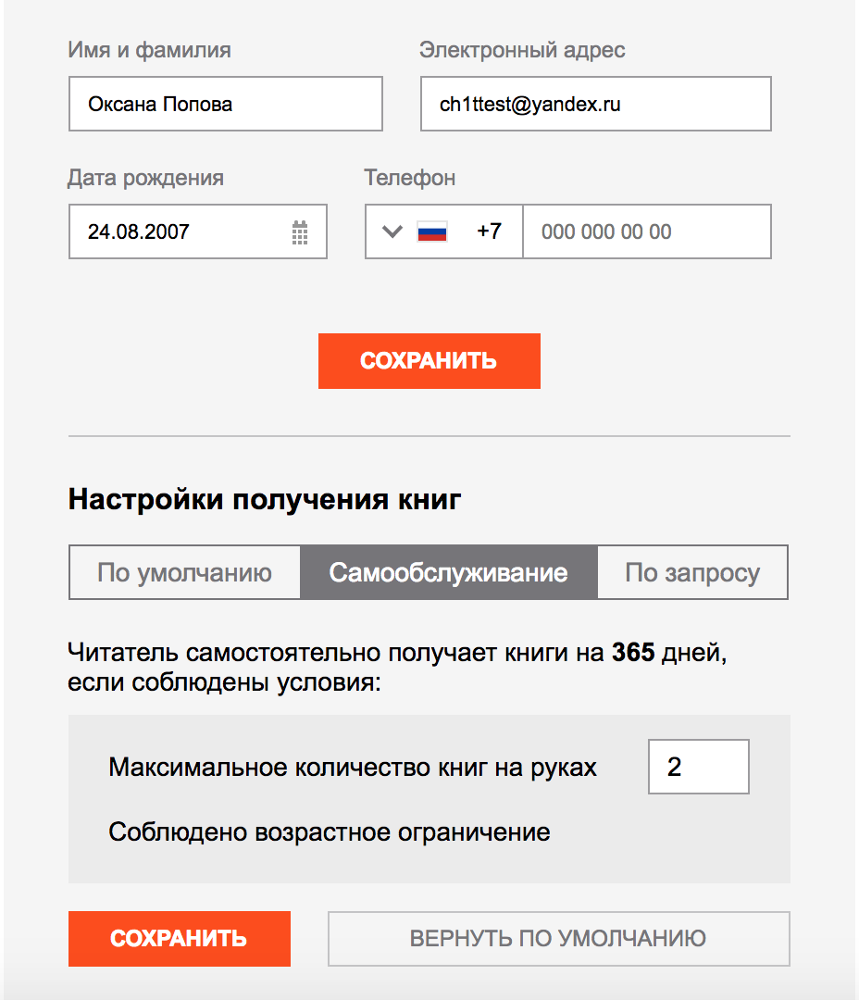 Имя и фамилия
Электронный адрес
Оксана Попова
ch1ttest@yandex.ru
Дата рождения
Телефон
24.08.2007
+7
000 000 00 00
СОХРАНИТЬ
Настройки получения книг
По умолчанию
Самообслуживание
По запросу
Читатель самостоятельно получает книги на 365 дней,
если соблюдены условия:
Максимальное количество книг на руках
2
Соблюдено возрастное ограничение
СОХРАНИТЬ
ВЕРНУТЬ ПО УМОЛЧАНИЮ